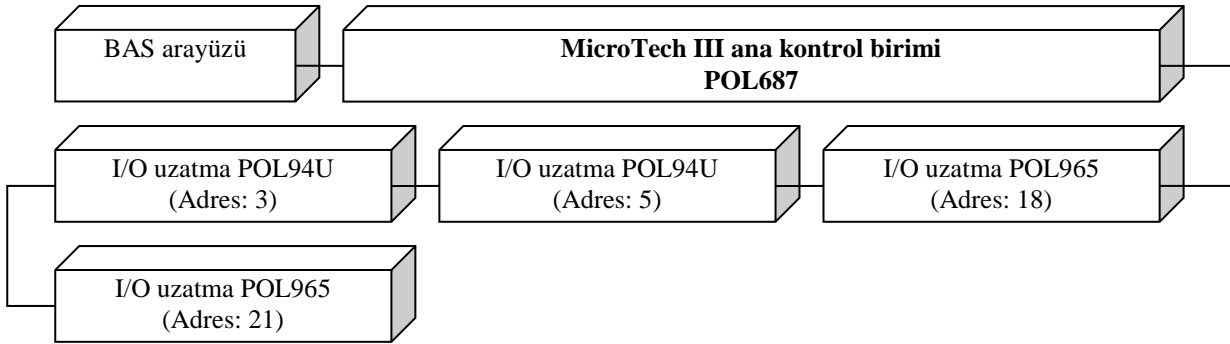 BAS arayüzü
MicroTech III ana kontrol birimi
POL687
I/O uzatma POL94U
(Adres: 3)
I/O uzatma POL94U
(Adres: 5)
I/O uzatma POL965
(Adres: 18)
I/O uzatma POL965
(Adres: 21)